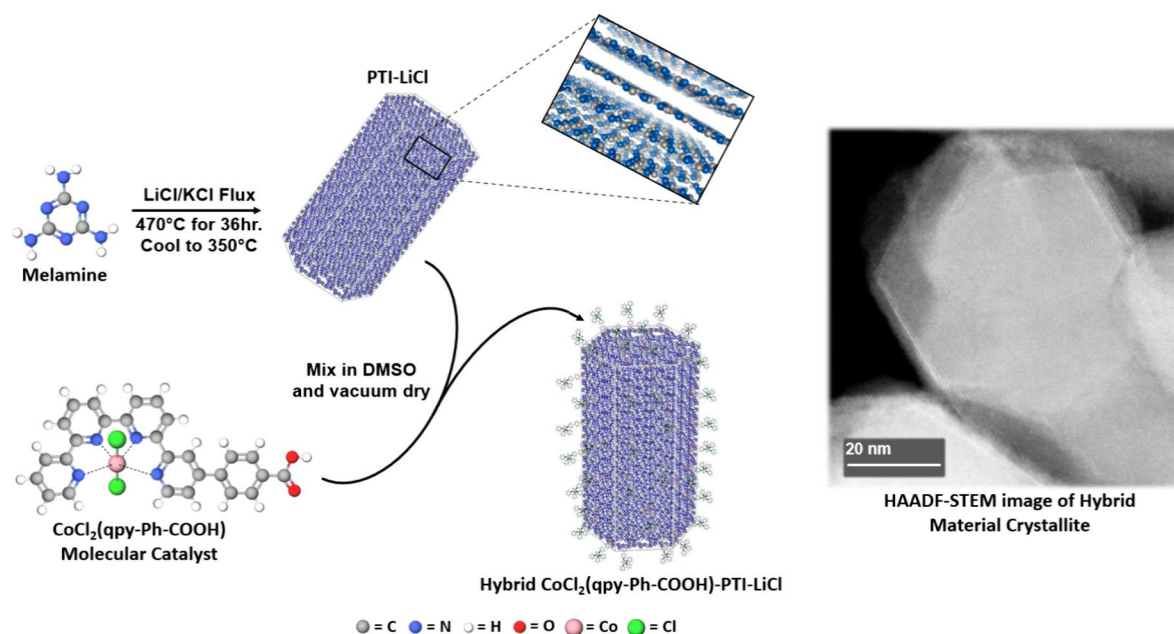 PTI-LiCl
LiCl/KCl Flux
470°C for 36hr.
Cool to 350°C
Melamine
Mix in DMSO
and vacuum dry
CoCl₂(qpy-Ph-COOH)
Molecular Catalyst
Hybrid CoCl₂(qpy-Ph-COOH)-PTI-LiCl
20 nm
HAADF-STEM image of Hybrid
Material Crystallite
= C = N = H = O = Co = Cl